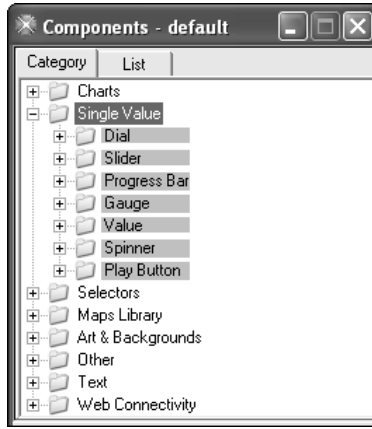 Components - default
Category List
Charts
Single Value
Dial
Slider
Progress Bar
Gauge
Value
Spinner
Play Button
Selectors
Maps Library
Art & Backgrounds
Other
Text
Web Connectivity